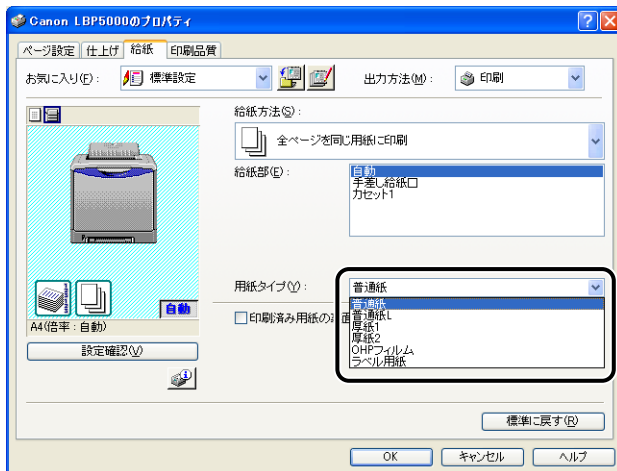 Canon LBP5000のプロパティ
ページ設定 仕上げ 給紙 印刷品質
お気に入り(F): 標準設定 出力方法(M): 印刷
給紙方法(S):
全ページを同じ用紙に印刷
給紙部(E): 自動
手差し給紙口
カセット1
用紙タイプ(Y): 普通紙
普通紙
普通紙L
厚紙1
厚紙2
OHPフィルム
ラベル用紙
印刷済み用紙の
自動
A4(倍率:自動)
設定確認(V)
標準に戻す(R)
OK キャンセル ヘルプ